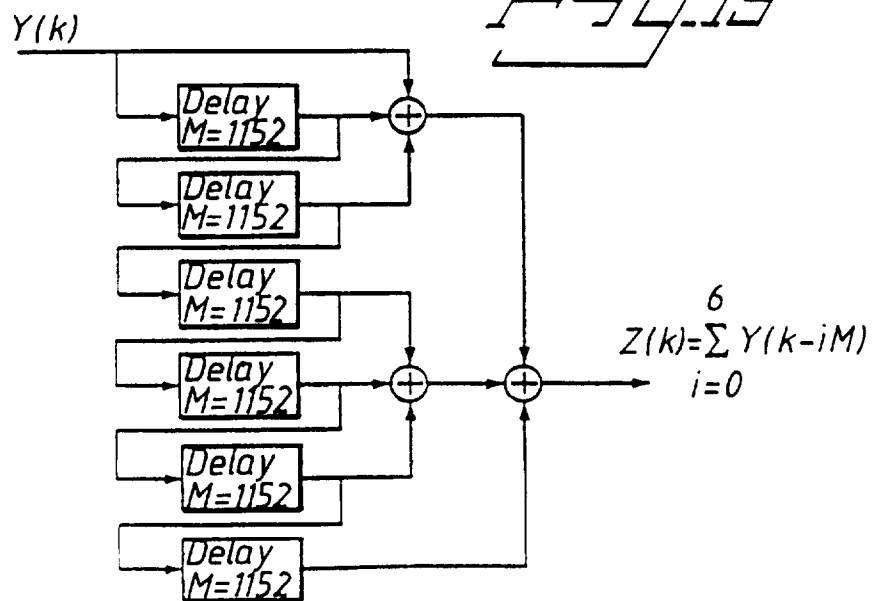 Y(k)
Delay
M=1152
Delay
M=1152
Delay
M=1152
Delay
M=1152
Delay
M=1152
Delay
M=1152
6
Z(k)=∑ Y(k-iM)
i=0